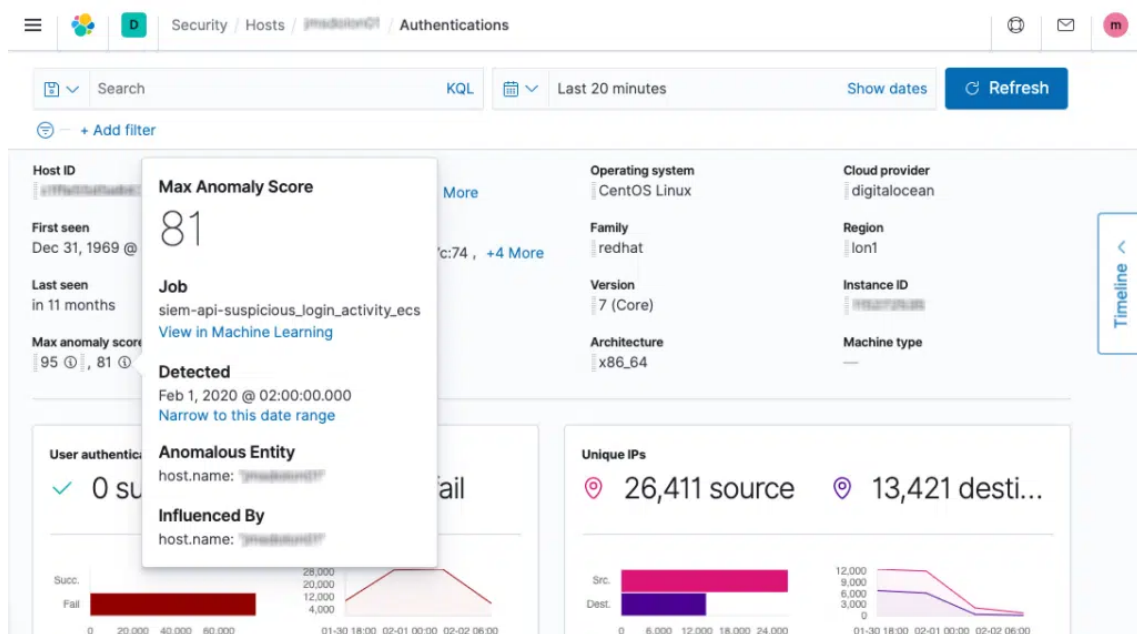 D
Security / Hosts / / Authentications
m
Search
KQL
Last 20 minutes
Show dates
Refresh
+ Add filter
Host ID
More
First seen
Dec 31, 1969 @
'c:74 , +4 More
Last seen
in 11 months
Max anomaly score
95 , 81
Operating system
CentOS Linux
Family
redhat
Version
7 (Core)
Architecture
x86_64
Cloud provider
digitalocean
Region
lon1
Instance ID
Machine type
—
Timeline
Max Anomaly Score
81
Job
siem-api-suspicious_login_activity_ecs
View in Machine Learning
Detected
Feb 1, 2020 @ 02:00:00.000
Narrow to this date range
Anomalous Entity
host.name:
Influenced By
host.name:
User authentica
0 su
fail
Succ.
Fail
0 20,000 40,000 60,000
28,000
20,000
12,000
4,000
01-30 18:00 02-01 00:00 02-02 06:00
Unique IPs
26,411 source
13,421 desti...
Src.
Dest.
0 6,000 12,000 18,000 24,000
12,000
9,000
6,000
3,000
0
01-30 18:00 02-01 00:00 02-02 06:00